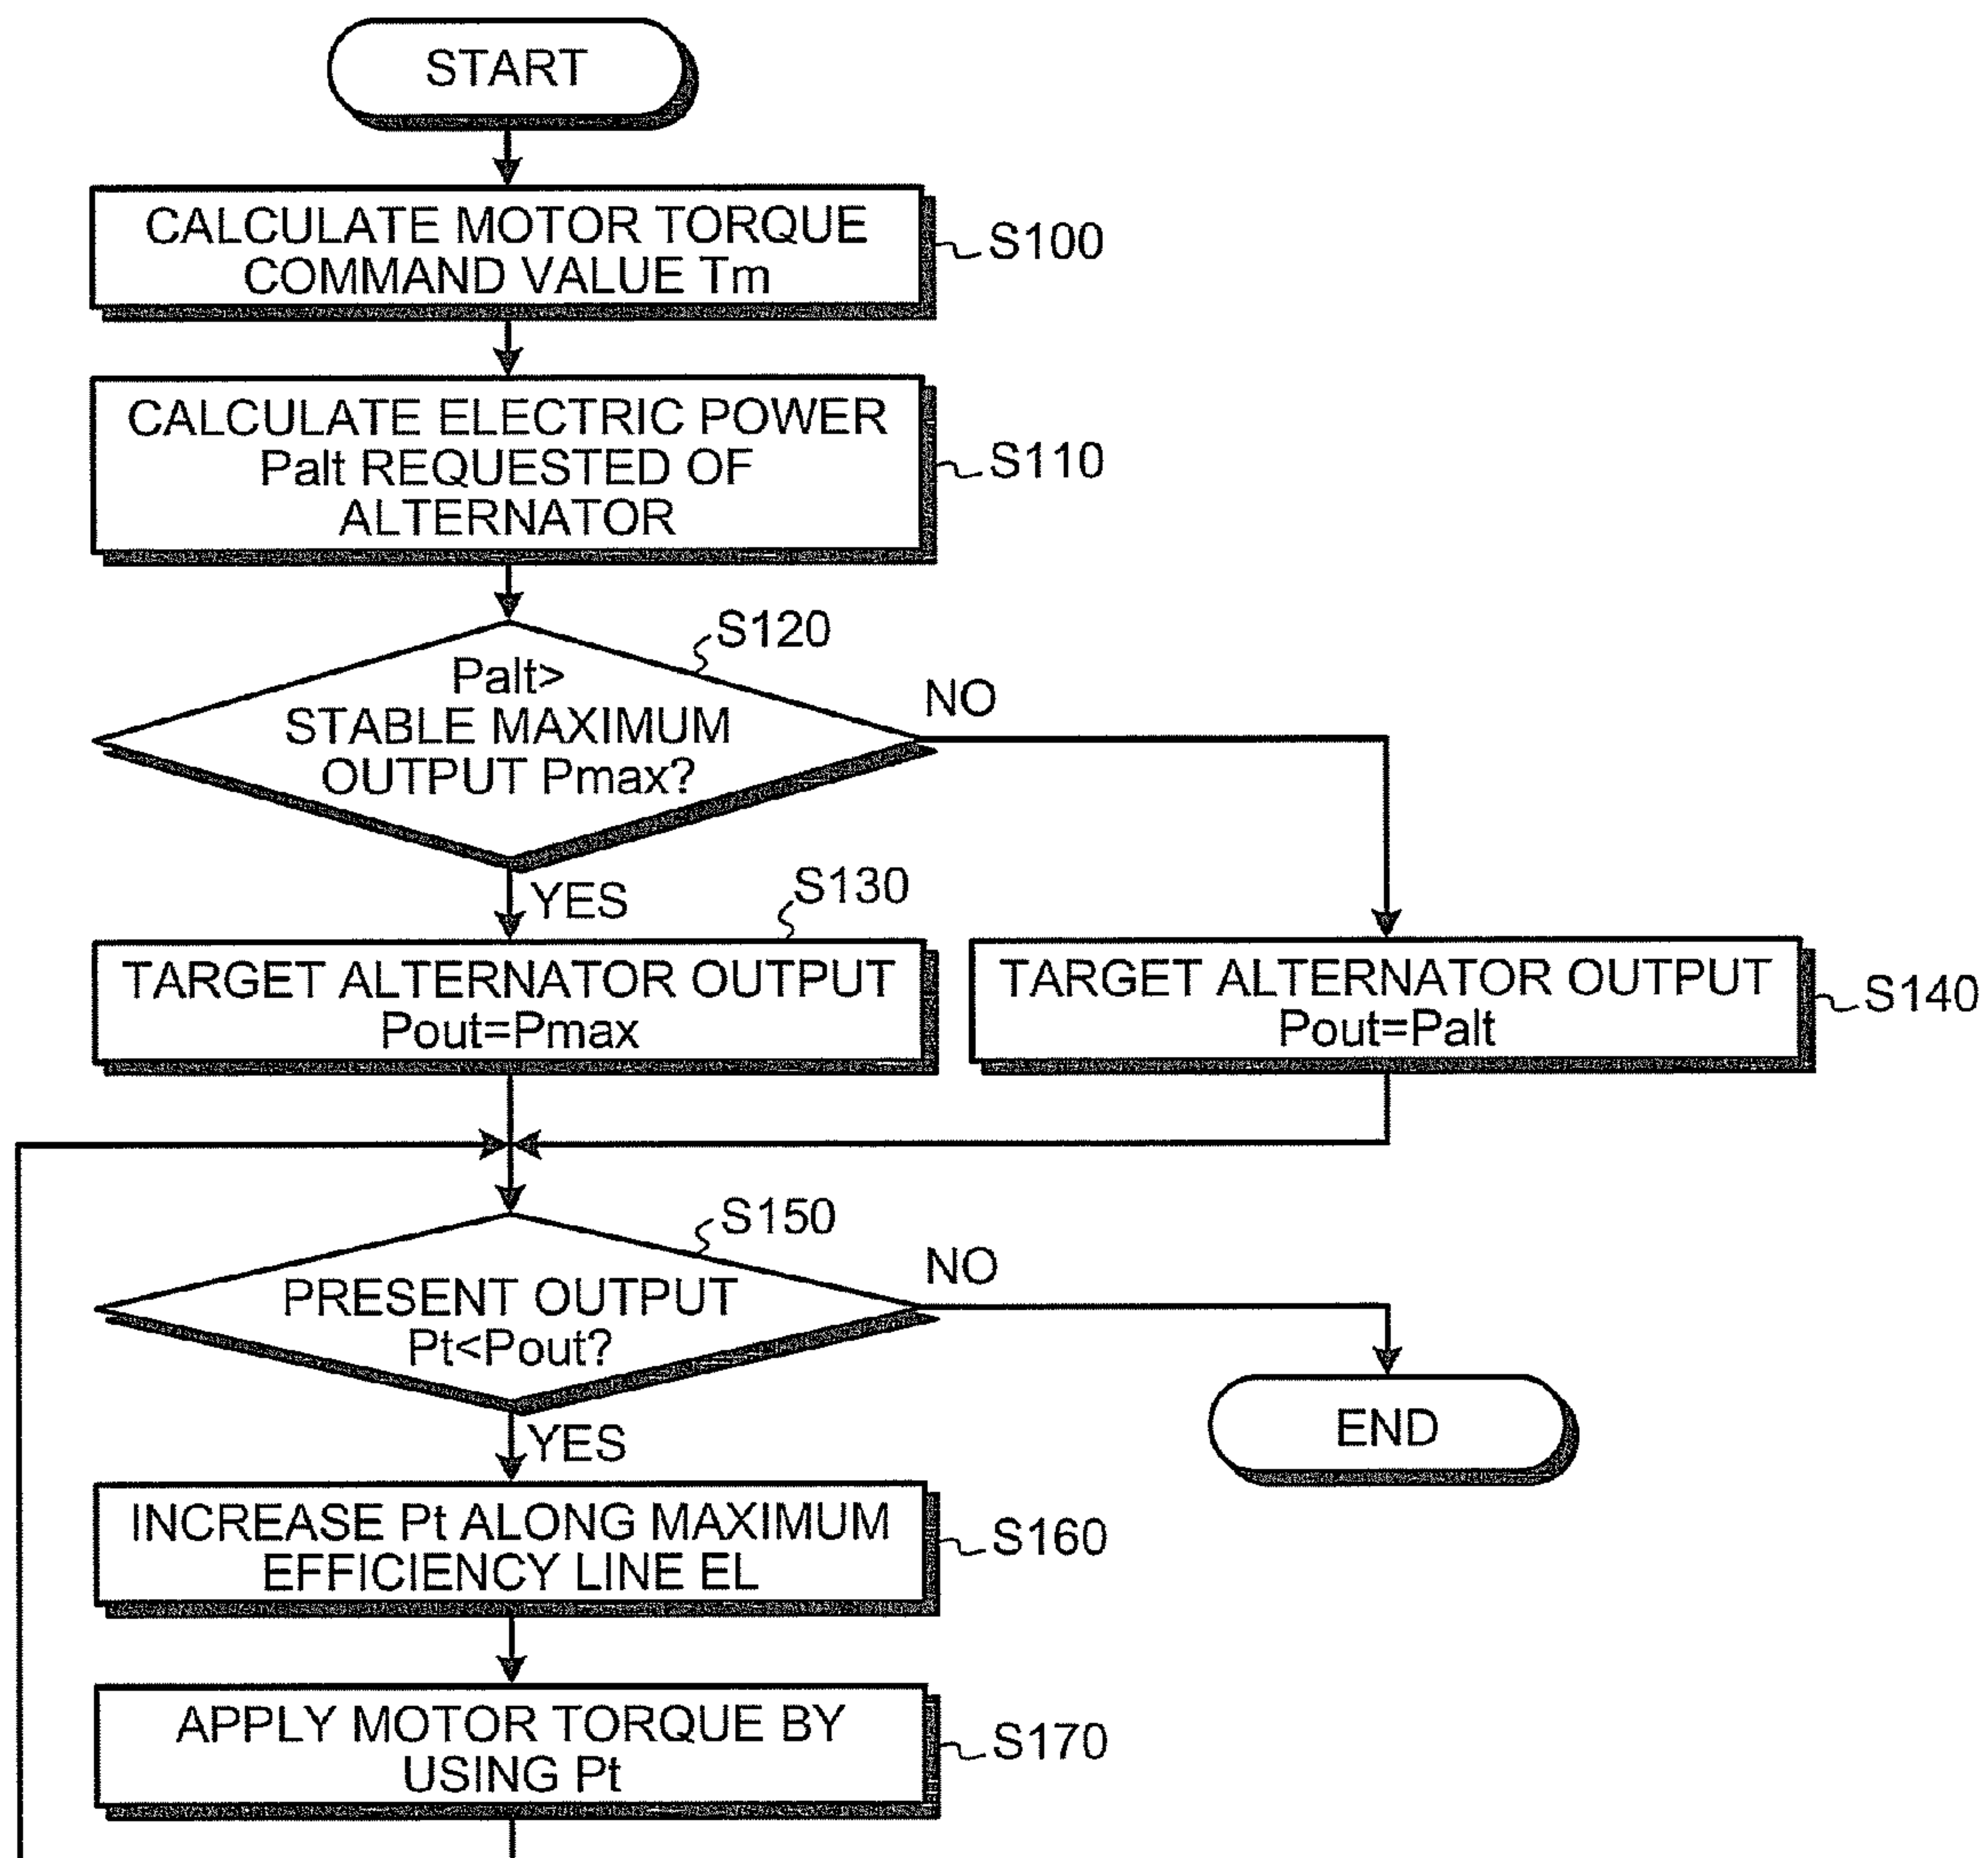 START
CALCULATE MOTOR TORQUE
COMMAND VALUE Tm
S100
CALCULATE ELECTRIC POWER
Palt REQUESTED OF
ALTERNATOR
S110
S120
Palt>
STABLE MAXIMUM
OUTPUT Pmax?
NO
YES
S130
TARGET ALTERNATOR OUTPUT
Pout=Pmax
TARGET ALTERNATOR OUTPUT
Pout=Palt
S140
S150
PRESENT OUTPUT
Pt<Pout?
NO
YES
END
INCREASE Pt ALONG MAXIMUM
EFFICIENCY LINE EL
S160
APPLY MOTOR TORQUE BY
USING Pt
S170